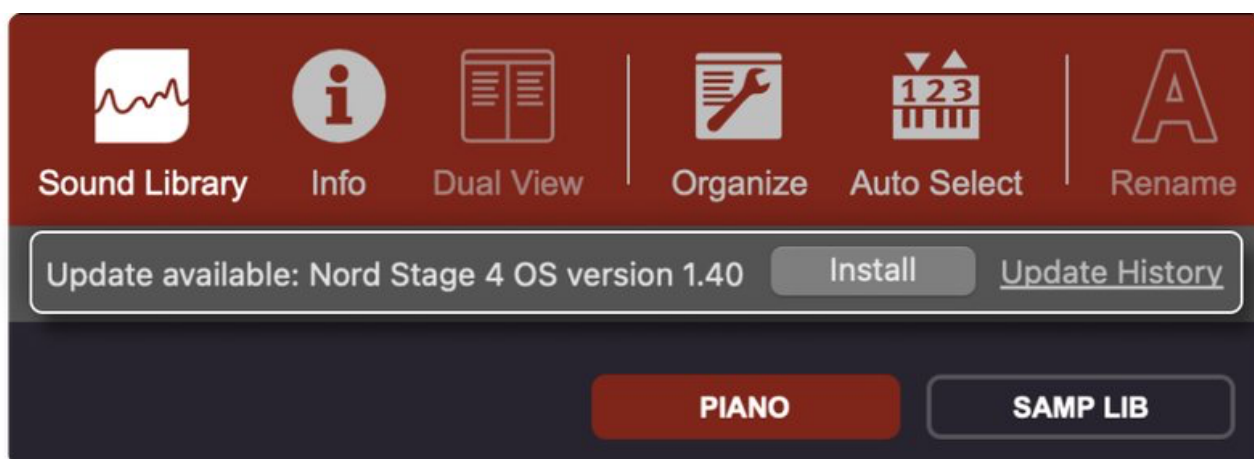 123
A
Sound Library Info Dual View Organize Auto Select Rename
Update available: Nord Stage 4 OS version 1.40 Install Update History
PIANO SAMP LIB